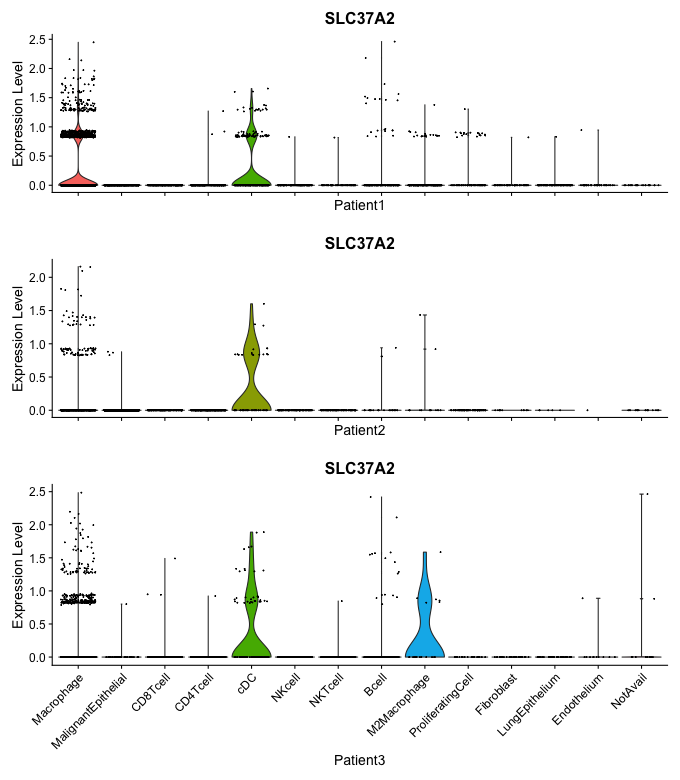 SLC37A2
Expression Level
2.5
2.0
1.5
1.0
0.5
0.0
Patient1
SLC37A2
Expression Level
2.0
1.5
1.0
0.5
0.0
Patient2
SLC37A2
Expression Level
2.5
2.0
1.5
1.0
0.5
0.0
Macrophage
MalignantEpithelial
CD8Tcell
CD4Tcell
cDC
NKcell
NKTcell
Bcell
M2Macrophage
ProliferatingCell
Fibroblast
LungEpithelium
Endothelium
NotAvail
Patient3